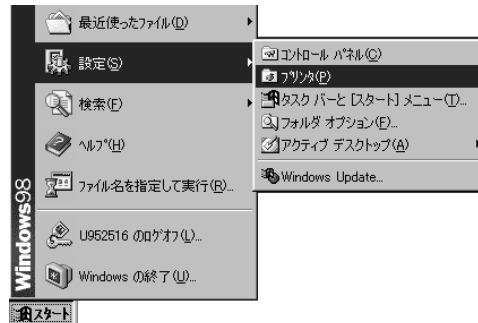 最近使ったファイル(D)
設定(S)
検索(F)
ヘルプ(H)
ファイル名を指定して実行(R)...
U952516 のログオフ(L)...
Windows の終了(U)...
Windows98
スタート
コントロール パネル(C)
プリンタ(P)
タスク バーと [スタート] メニュー(T)...
フォルダ オプション(F)...
アクティブ デスクトップ(A)
Windows Update...